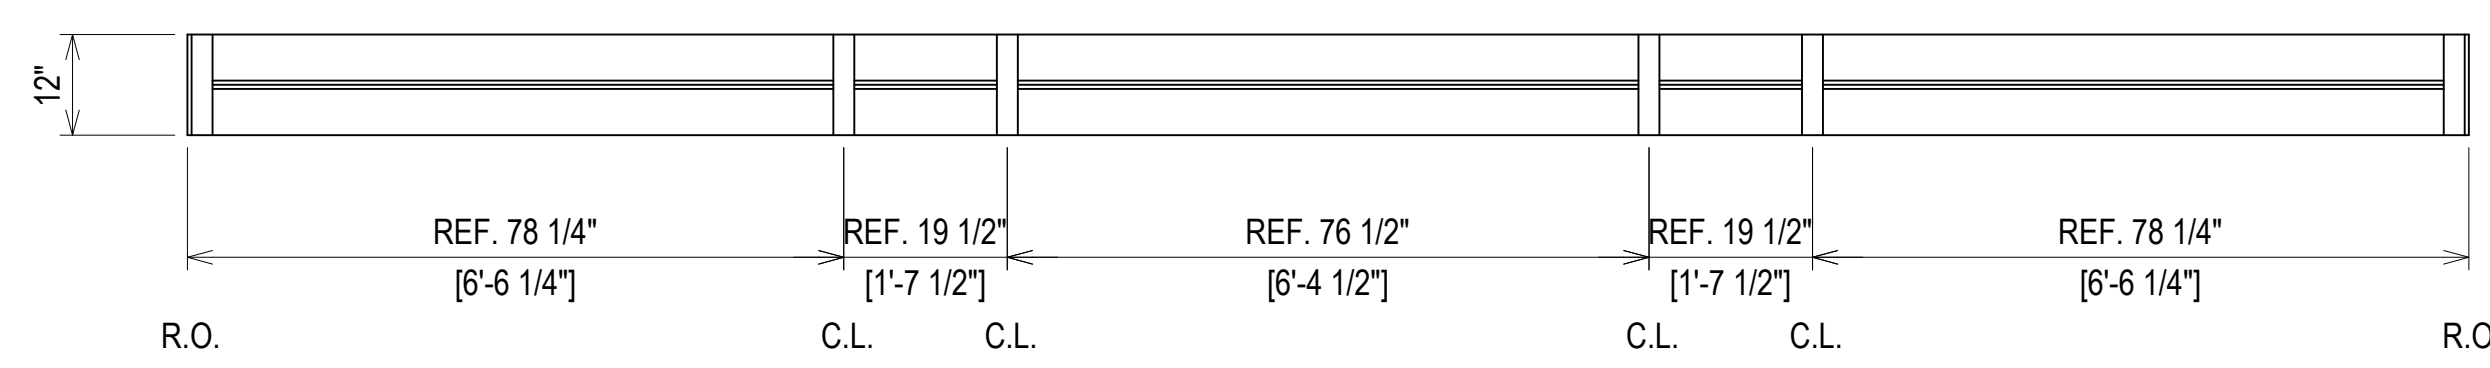 12"
REF. 78 1/4" REF. 19 1/2" REF. 76 1/2" REF. 19 1/2" REF. 78 1/4"
[6'-6 1/4"] [1'-7 1/2"] [6'-4 1/2"] [1'-7 1/2"] [6'-6 1/4"]
R.O. C.L. C.L. C.L. C.L. R.O